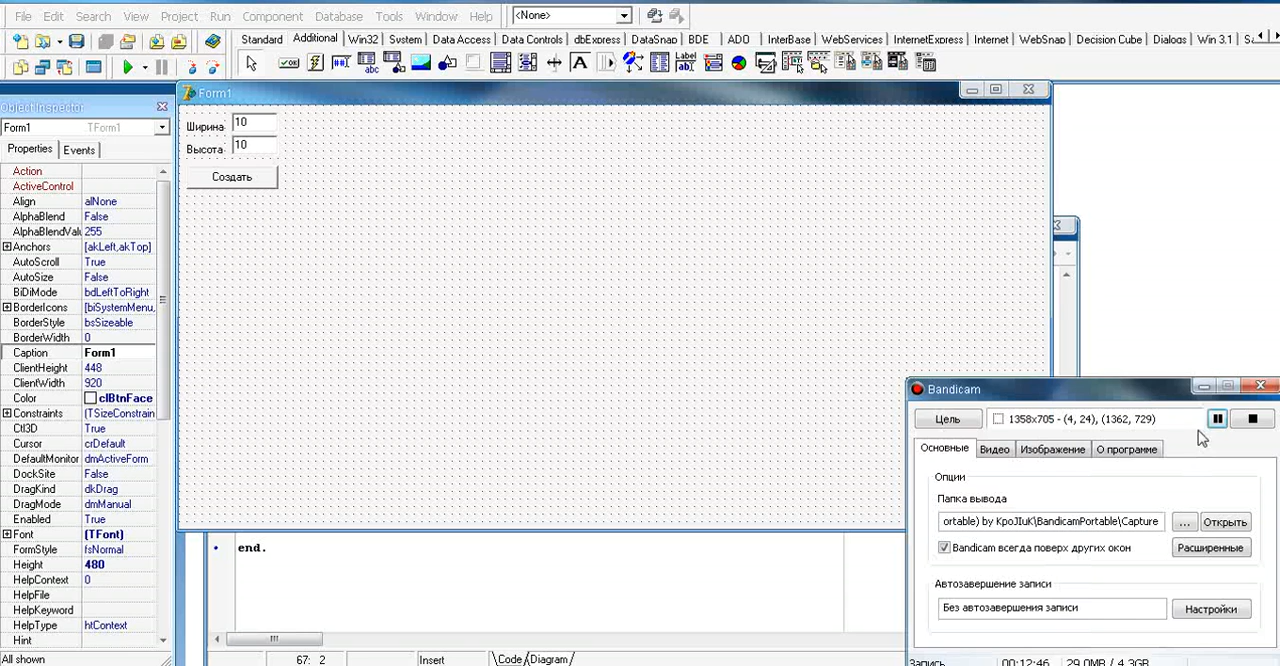 File Edit Search View Project Run Component Database Tools Window Help <None>
Standard Additional Win32 System Data Access Data Controls dbExpress DataSnap BDE ADO InterBase WebServices InternetExpress Internet WebSnap Decision Cube Dialogs Win 3.1
Form1
Object Inspector
Form1 TForm1
Properties Events
Action
ActiveControl
Align alNone
AlphaBlend False
AlphaBlendValu 255
Anchors [akLeft,akTop]
AutoScroll True
AutoSize False
BiDiMode bdLeftToRight
BorderIcons [biSystemMenu,
BorderStyle bsSizeable
BorderWidth 0
Caption Form1
ClientHeight 448
ClientWidth 920
Color clBtnFace
Constraints (TSizeConstrain
Ctl3D True
Cursor crDefault
DefaultMonitor dmActiveForm
DockSite False
DragKind dkDrag
DragMode dmManual
Enabled True
Font (TFont)
FormStyle fsNormal
Height 480
HelpContext 0
HelpFile
HelpKeyword
HelpType htContext
Hint
All shown
Ширина 10
Высота 10
Создать
end.
67: 2 Insert Code Diagram
Bandicam
Цель 1358x705 - (4, 24), (1362, 729)
Основные Видео Изображение О программе
Опции
Папка вывода
ortable) by KpoJIuK\BandicamPortable\Capture ... Открыть
Bandicam всегда поверх других окон Расширенные
Автозавершение записи
Без автозавершения записи Настройки
Запись 00:12:46 29.0MB / 4.3GB